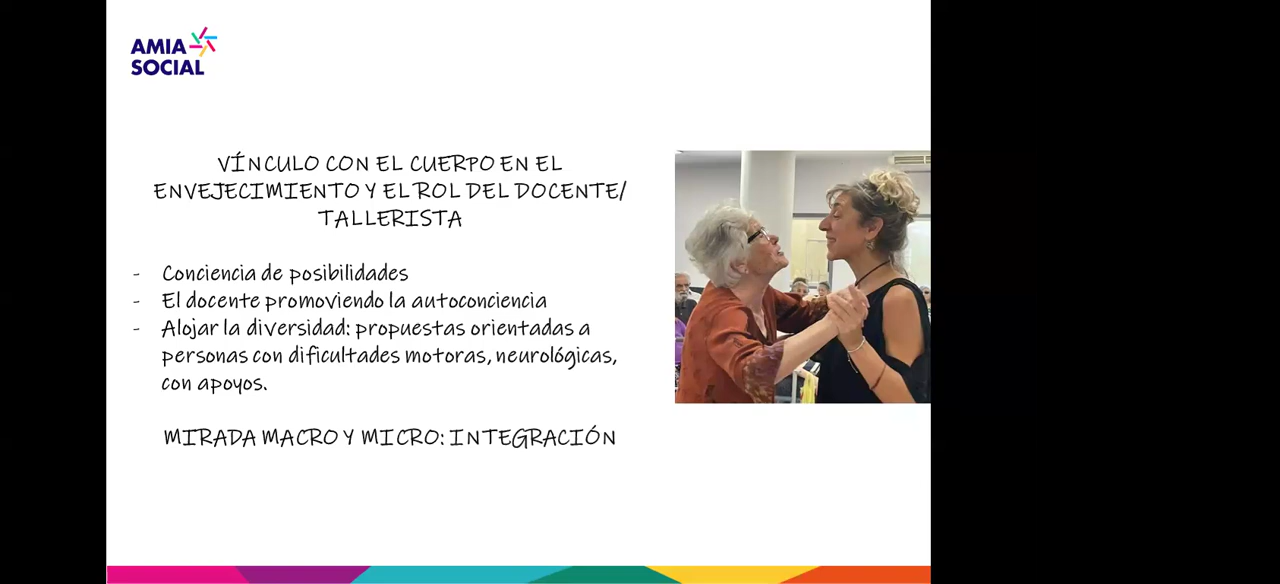 AMIA
SOCIAL
VÍNCULO CON EL CUERPO EN EL
ENVEJECIMIENTO Y EL ROL DEL DOCENTE/
TALLERISTA
- Conciencia de posibilidades
- El docente promoviendo la autoconciencia
- Alojar la diversidad: propuestas orientadas a
personas con dificultades motoras, neurológicas,
con apoyos.
MIRADA MACRO Y MICRO: INTEGRACIÓN